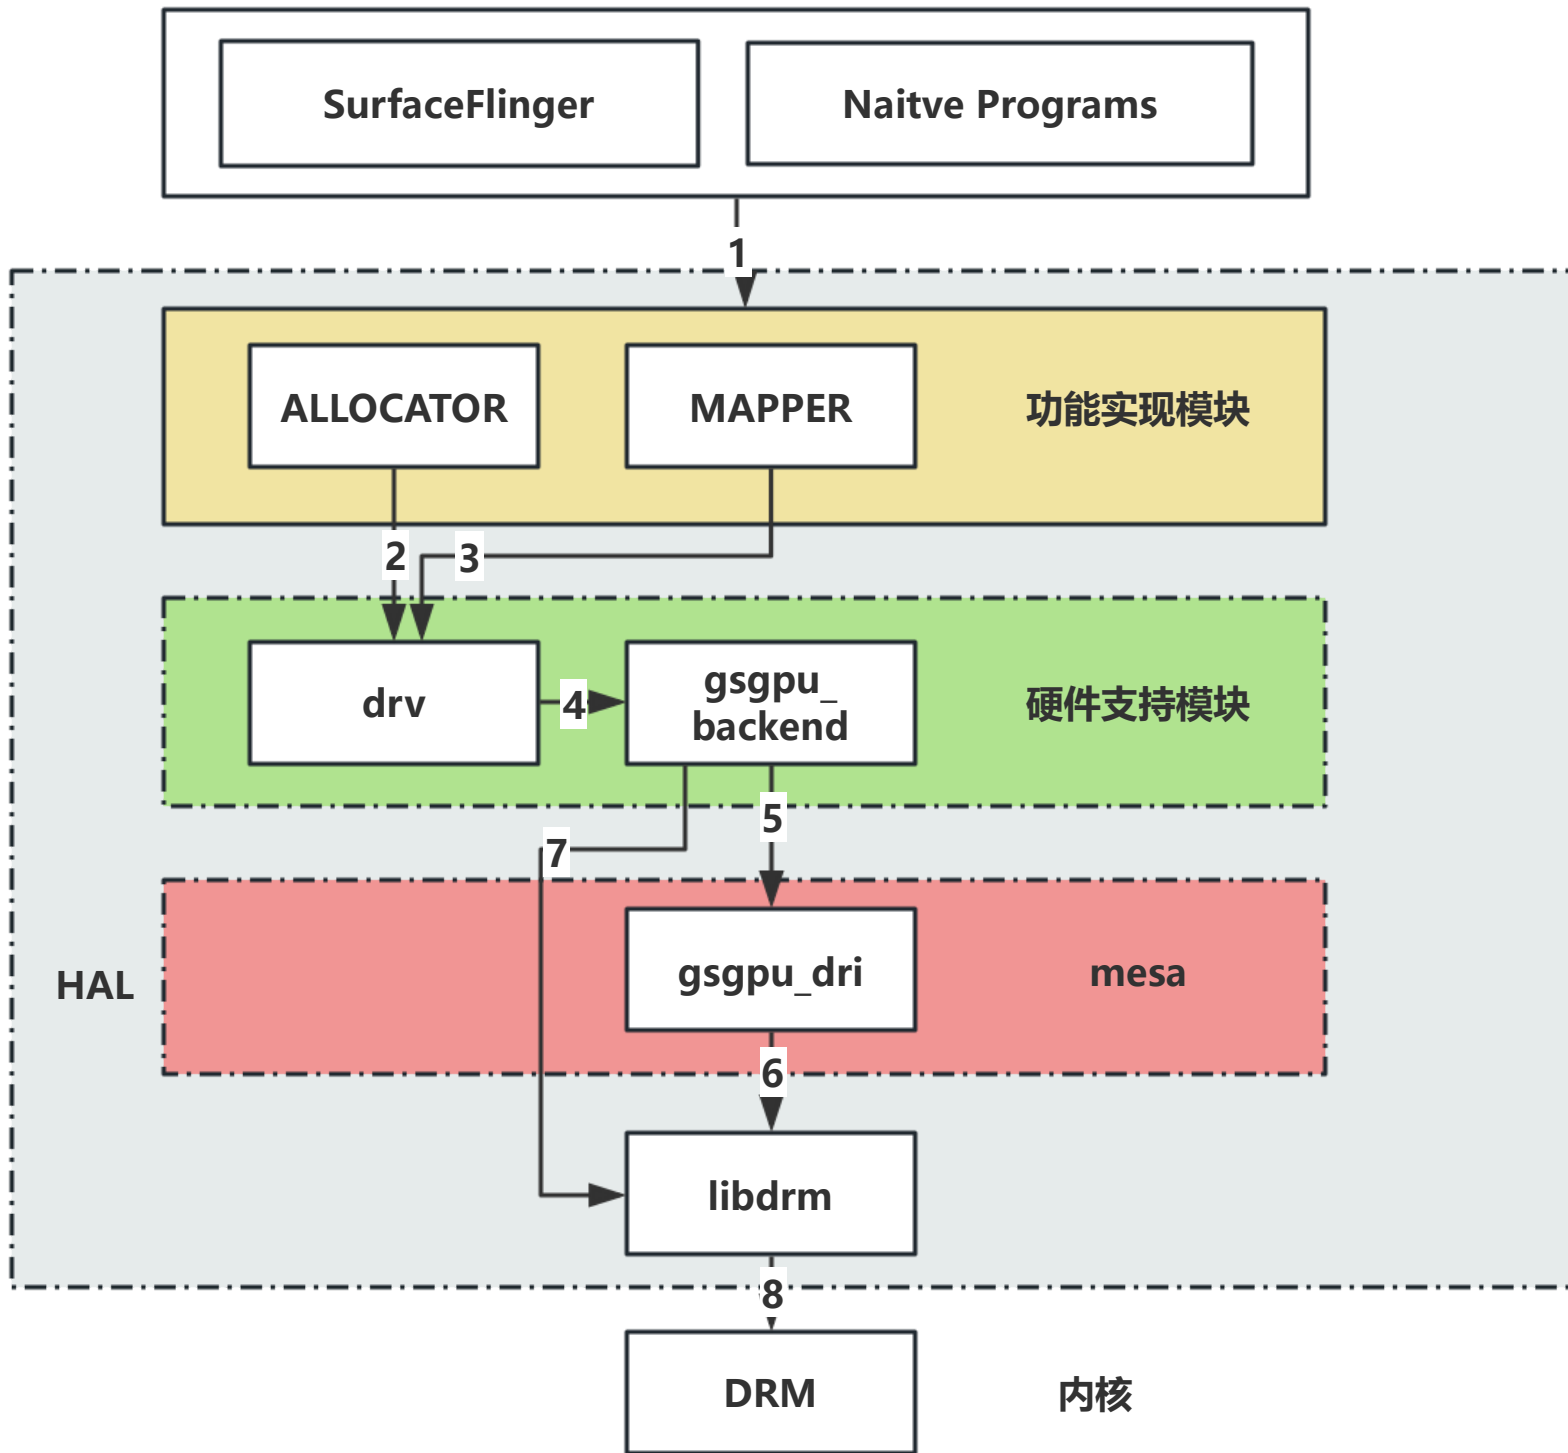 SurfaceFlinger
Naitve Programs
1
ALLOCATOR
MAPPER
功能实现模块
2
3
drv
4
gsgpu_
backend
硬件支持模块
5
7
HAL
gsgpu_dri
mesa
6
libdrm
8
DRM
内核